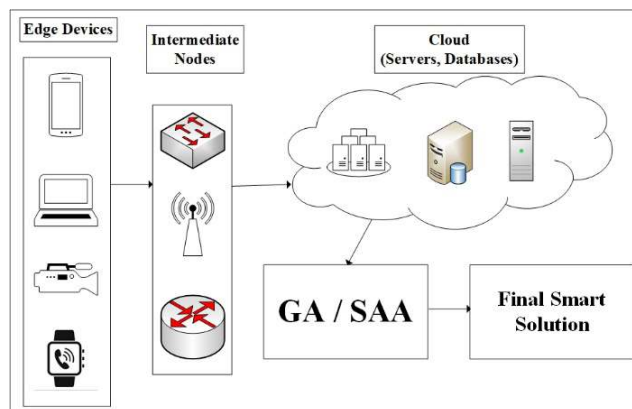 Edge Devices
Intermediate
Nodes
Cloud
(Servers, Databases)
GA / SAA
Final Smart
Solution